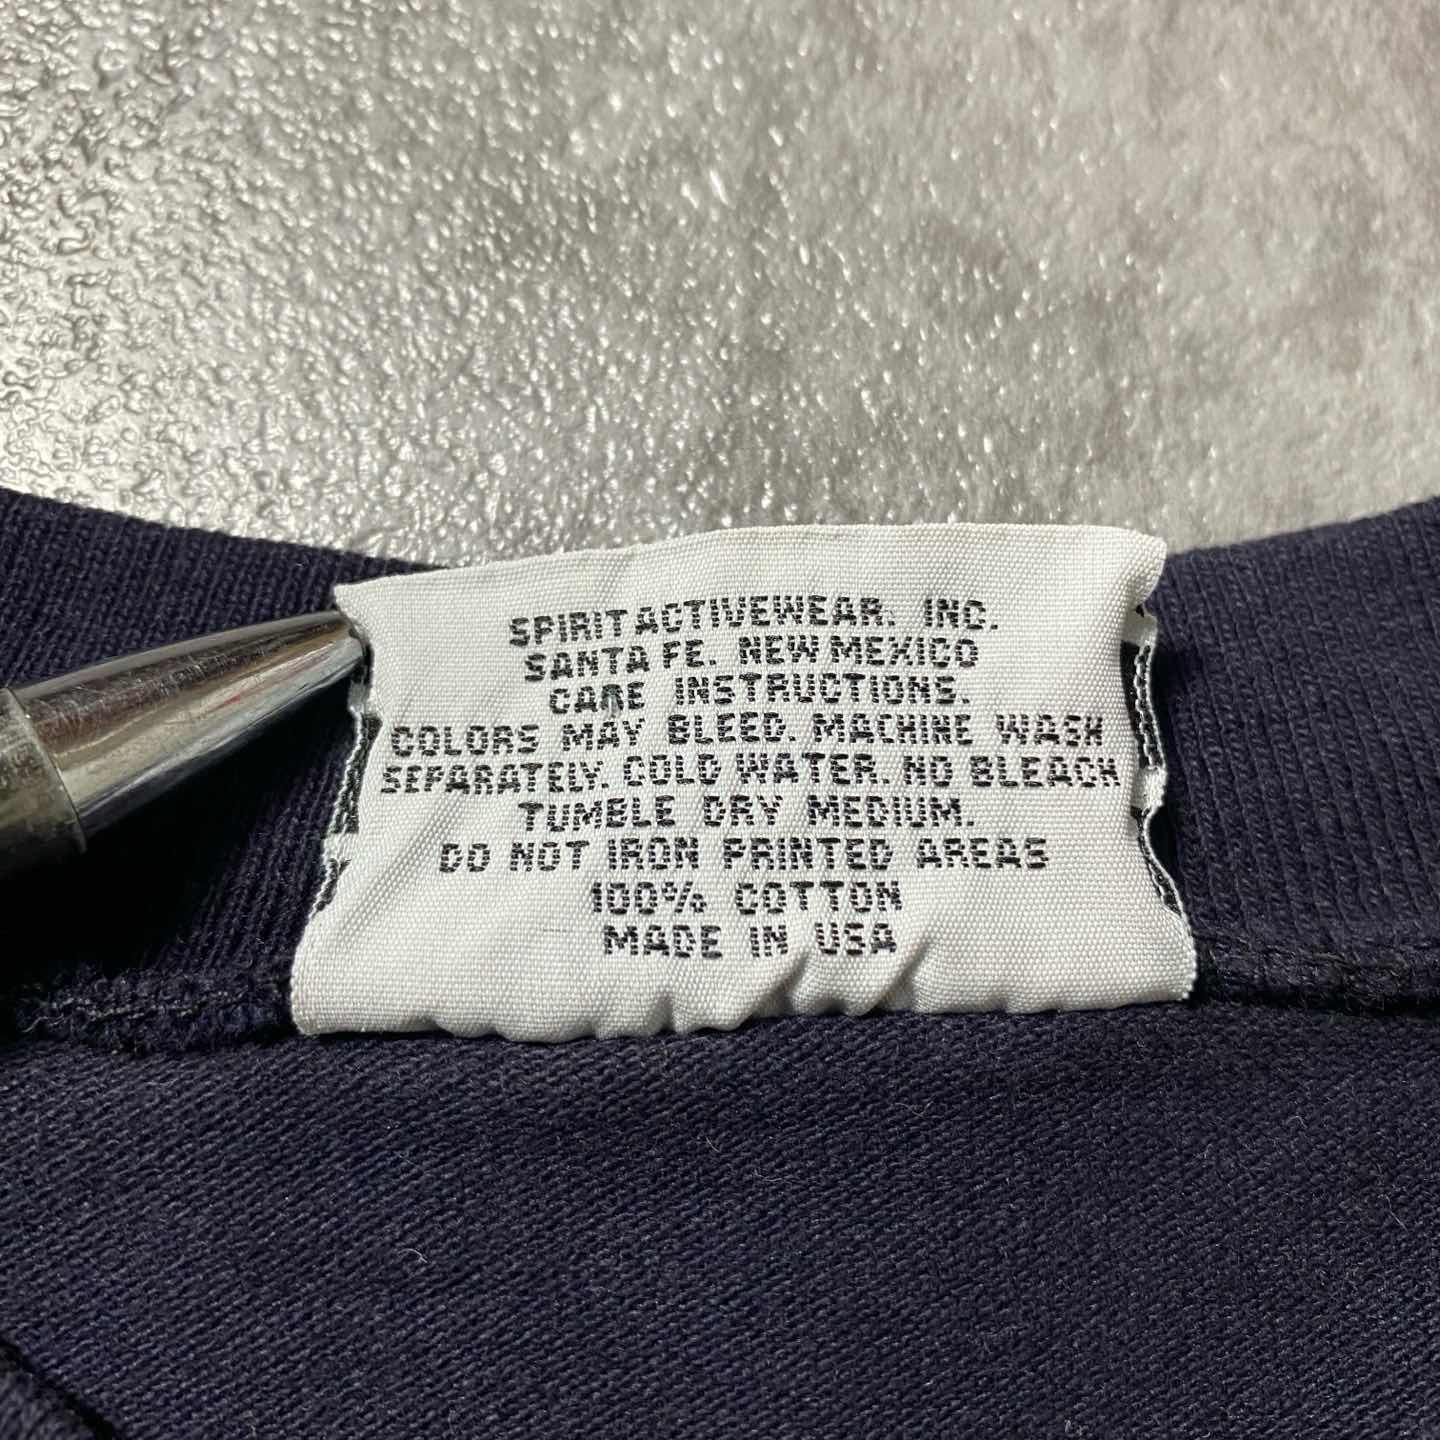 SPIRIT ACTIVEWEAR. INC.
SANTA FE. NEW MEXICO
CARE INSTRUCTIONS.
COLORS MAY BLEED. MACHINE WASH
SEPARATELY. COLD WATER. NO BLEACH
TUMBLE DRY MEDIUM.
DO NOT IRON PRINTED AREAS
100% COTTON
MADE IN USA